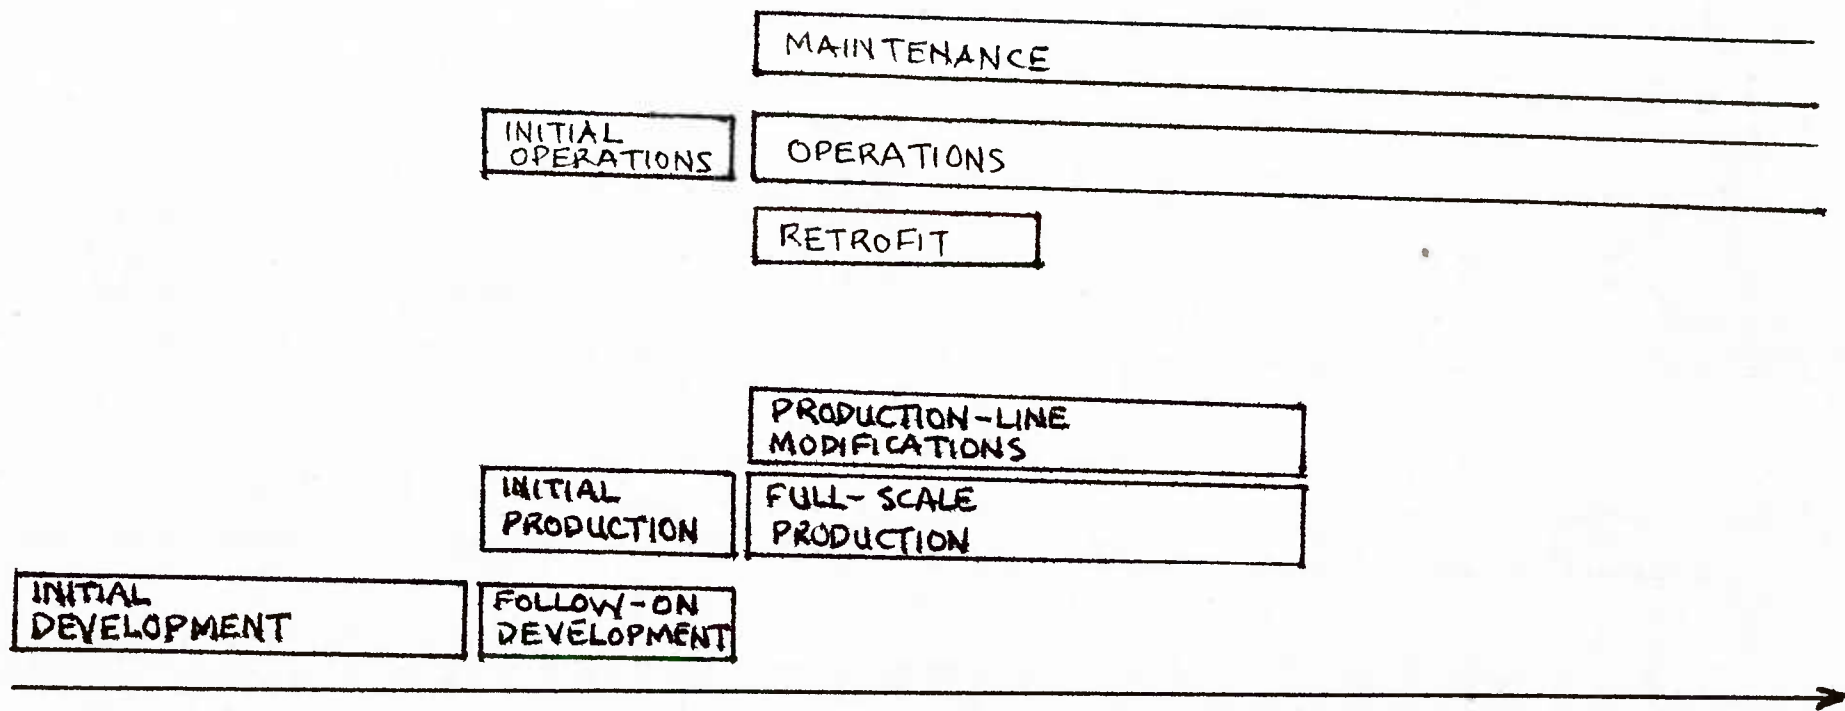 MAINTENANCE
INITIAL
OPERATIONS
OPERATIONS
RETROFIT
PRODUCTION-LINE
MODIFICATIONS
INITIAL
PRODUCTION
FULL-SCALE
PRODUCTION
INITIAL
DEVELOPMENT
FOLLOW-ON
DEVELOPMENT